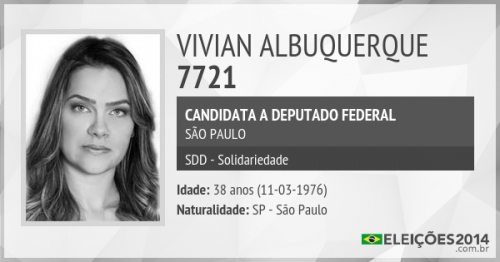 VIVIAN ALBUQUERQUE
7721
CANDIDATA A DEPUTADO FEDERAL
SÃO PAULO
SDD - Solidariedade
Idade: 38 anos (11-03-1976)
Naturalidade: SP - São Paulo
ELEIÇÕES2014
.com.br